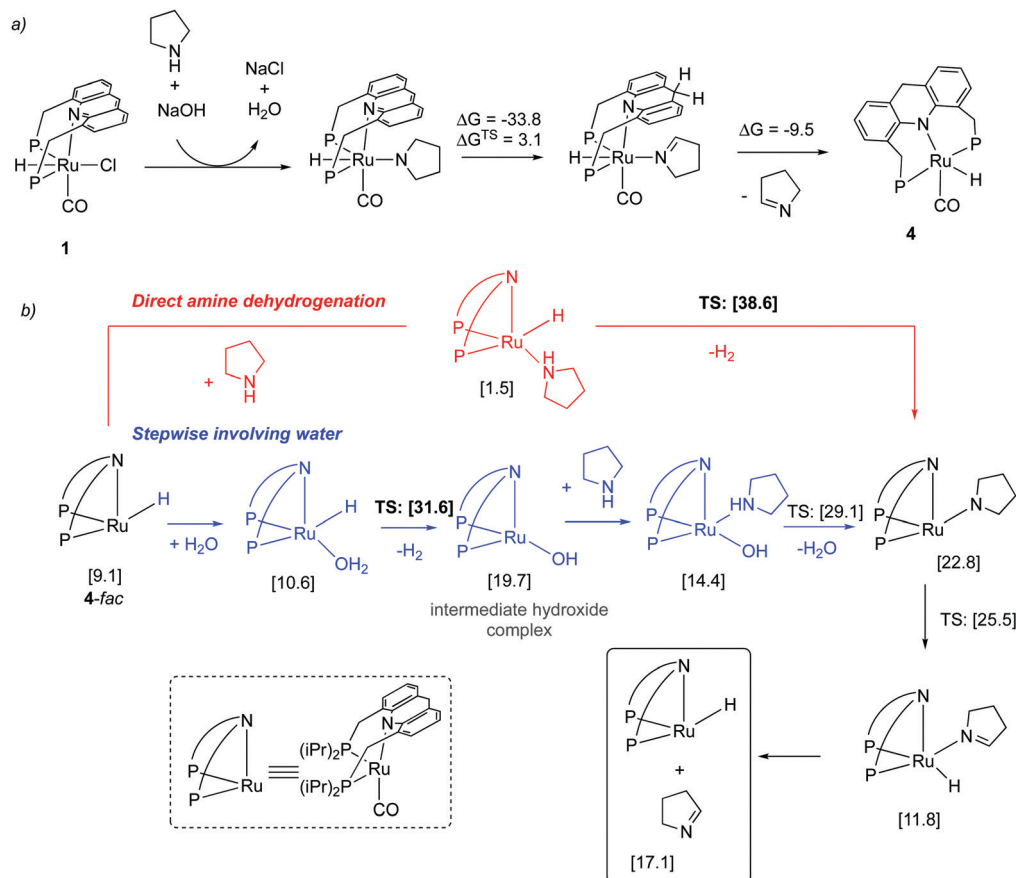 a)
N
H
+
NaOH
NaCl
+
H₂O
N
P
H
Ru
Cl
P
CO
1
N
P
H
Ru
N
P
CO
ΔG = -33.8
ΔG^TS = 3.1
H
H
N
P
H
Ru
N
P
CO
ΔG = -9.5
-
N
N
P
Ru
P
H
CO
4
b)
Direct amine dehydrogenation
+
N
H
N
P
H
P
Ru
H
N
[1.5]
TS: [38.6]
-H₂
Stepwise involving water
N
H
P
P
Ru
[9.1]
4-fac
+ H₂O
N
H
P
P
Ru
OH₂
[10.6]
TS: [31.6]
-H₂
N
P
P
Ru
OH
[19.7]
intermediate hydroxide
complex
+
N
H
N
HN
P
P
Ru
OH
[14.4]
TS: [29.1]
-H₂O
N
N
P
P
Ru
[22.8]
TS: [25.5]
N
P
P
Ru
N
H
[11.8]
N
H
P
P
Ru
+
N
[17.1]
N
P
P
Ru
N
(iPr)₂P
(iPr)₂P
Ru
CO